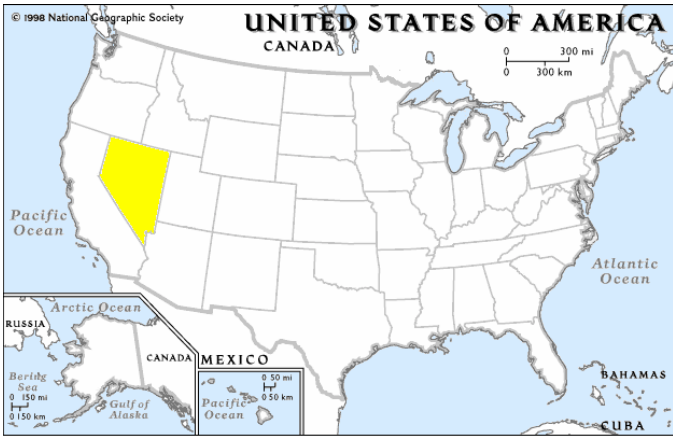 © 1998 National Geographic Society
UNITED STATES OF AMERICA
CANADA
0 300 mi
0 300 km
Pacific
Ocean
Atlantic
Ocean
Arctic Ocean
RUSSIA
CANADA
MEXICO
Bering
Sea
0 150 mi
0 150 km
Gulf of
Alaska
0 50 mi
0 50 km
Pacific
Ocean
BAHAMAS
CUBA